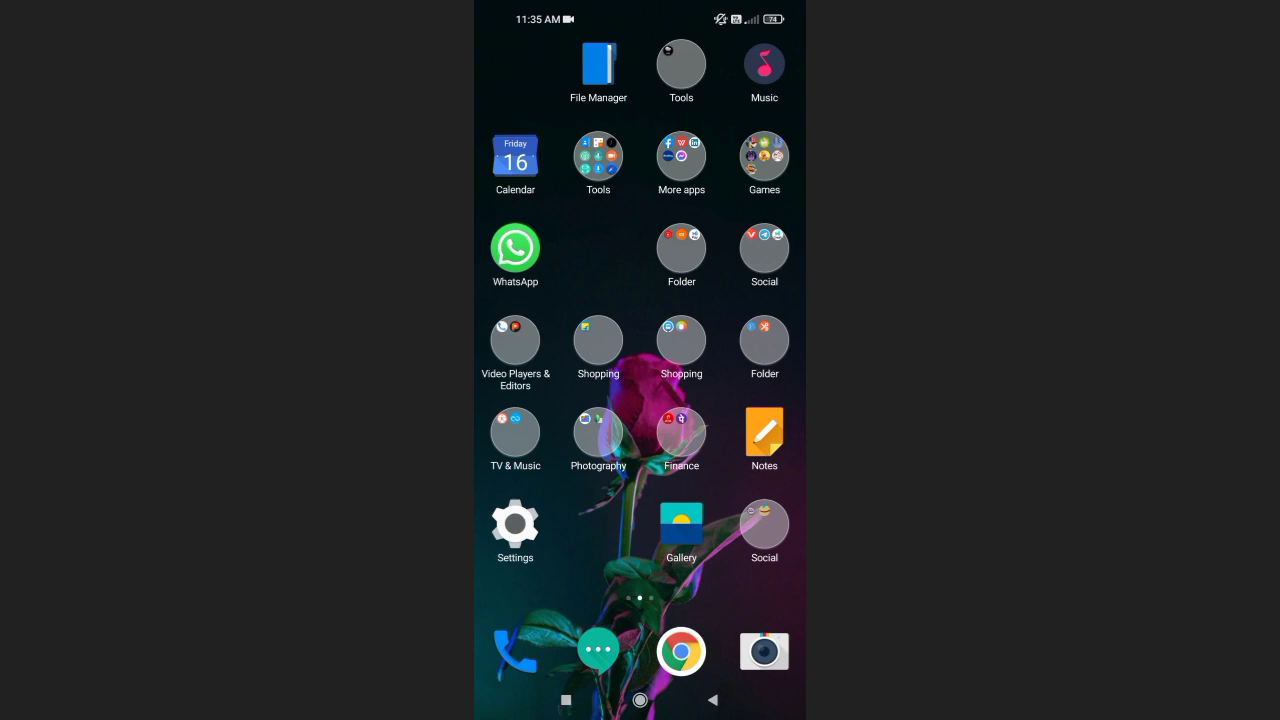 11:35 AM
74
File Manager
Tools
Music
Friday
16
Calendar
Tools
More apps
Games
WhatsApp
Folder
Social
Video Players &
Editors
Shopping
Shopping
Folder
TV & Music
Photography
Finance
Notes
Settings
Gallery
Social